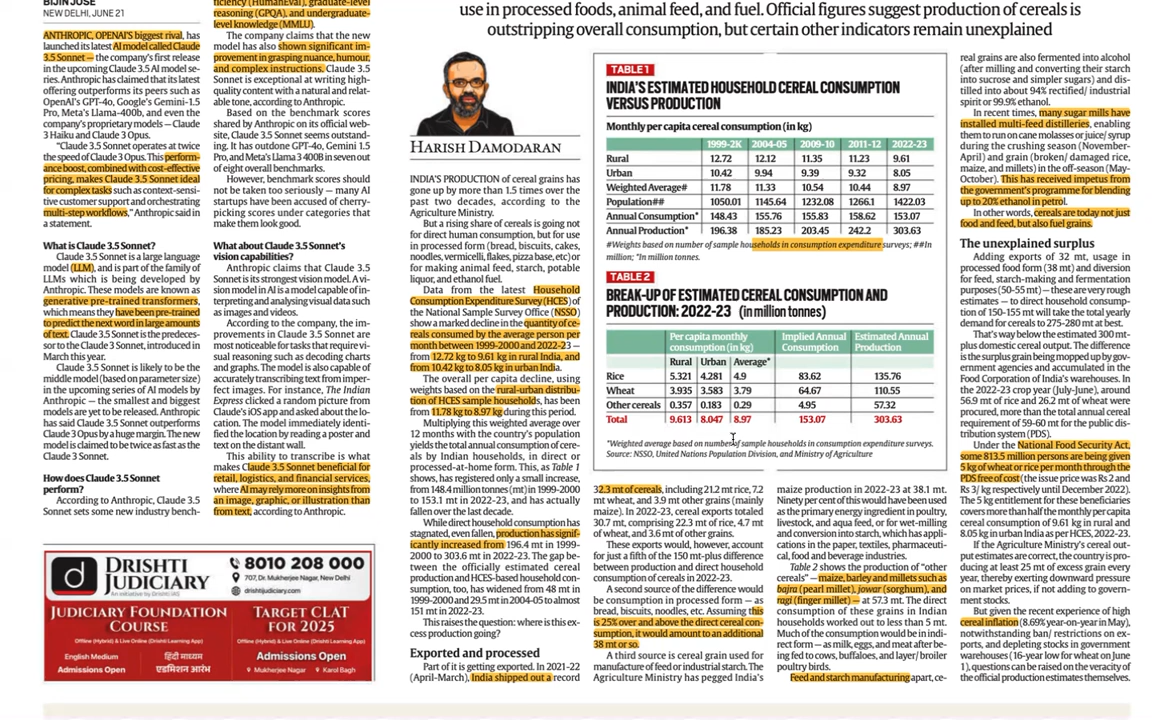 BIJIN JOSE
NEW DELHI, JUNE 21
ANTHROPIC, OPENAI'S biggest rival, has
launched its latest AI model called Claude
3.5 Sonnet — the company's first release
in the upcoming Claude 3.5 AI model se-
ries. Anthropic has claimed that its latest
offering outperforms its peers such as
OpenAI's GPT-4o, Google's Gemini-1.5
Pro, Meta's Llama-400b, and even the
company's proprietary models — Claude
3 Haiku and Claude 3 Opus.
"Claude 3.5 Sonnet operates at twice
the speed of Claude 3 Opus. This perform-
ance boost, combined with cost-effective
pricing, makes Claude 3.5 Sonnet ideal
for complex tasks such as context-sensi-
tive customer support and orchestrating
multi-step workflows," Anthropic said in
a statement.
What is Claude 3.5 Sonnet?
Claude 3.5 Sonnet is a large language
model (LLM), and is part of the family of
LLMs which is being developed by
Anthropic. These models are known as
generative pre-trained transformers,
which means they have been pre-trained
to predict the next word in large amounts
of text. Claude 3.5 Sonnet is the predeces-
sor to the Claude 3 Sonnet, introduced in
March this year.
Claude 3.5 Sonnet is likely to be the
middle model (based on parameter size)
in the upcoming series of AI models by
Anthropic — the smallest and biggest
models are yet to be released. Anthropic
has said Claude 3.5 Sonnet outperforms
Claude 3 Opus by a huge margin. The new
model is claimed to be twice as fast as the
Claude 3 Sonnet.
How does Claude 3.5 Sonnet
perform?
According to Anthropic, Claude 3.5
Sonnet sets some new industry bench-
ficiency (HumanEval), graduate-level
reasoning (GPQA), and undergraduate-
level knowledge (MMLU).
The company claims that the new
model has also shown significant im-
provement in grasping nuance, humour,
and complex instructions. Claude 3.5
Sonnet is exceptional at writing high-
quality content with a natural and relat-
able tone, according to Anthropic.
Based on the benchmark scores
shared by Anthropic on its official web-
site, Claude 3.5 Sonnet seems outstand-
ing. It has outdone GPT-4o, Gemini 1.5
Pro, and Meta's Llama 3 400B in seven out
of eight overall benchmarks.
However, benchmark scores should
not be taken too seriously — many AI
startups have been accused of cherry-
picking scores under categories that
make them look good.
What about Claude 3.5 Sonnet's
vision capabilities?
Anthropic claims that Claude 3.5
Sonnet is its strongest vision model. A vi-
sion model in AI is a model capable of in-
terpreting and analysing visual data such
as images and videos.
According to the company, the im-
provements in Claude 3.5 Sonnet are
most noticeable for tasks that require vi-
sual reasoning such as decoding charts
and graphs. The model is also capable of
accurately transcribing text from imper-
fect images. For instance, The Indian
Express clicked a random picture from
Claude's iOS app and asked about the lo-
cation. The model immediately identi-
fied the location by reading a poster and
text on distant wall.
This ability to transcribe is what
makes Claude 3.5 Sonnet beneficial for
retail, logistics, and financial services,
where AI may rely more on insights from
an image, graphic, or illustration than
from text, according to Anthropic.
DRISHTI
JUDICIARY
An initiative by Drishti IAS
8010 208 000
707, Dr. Mukherjee Nagar, New Delhi
drishtijudiciary.com
JUDICIARY FOUNDATION
COURSE
Offline (Hybrid) & Live Online (Drishti Learning App)
English Medium
Admissions Open
हिंदी माध्यम
एडमिशन आरंभ
TARGET CLAT
FOR 2025
Offline (Hybrid) & Live Online (Drishti Learning App)
Admissions Open
Mukherjee Nagar
Karol Bagh
use in processed foods, animal feed, and fuel. Official figures suggest production of cereals is
outstripping overall consumption, but certain other indicators remain unexplained
HARISH DAMODARAN
INDIA'S PRODUCTION of cereal grains has
gone up by more than 1.5 times over the
past two decades, according to the
Agriculture Ministry.
But a rising share of cereals is going not
for direct human consumption, but for use
in processed form (bread, biscuits, cakes,
noodles, vermicelli, flakes, pizza base, etc) or
for making animal feed, starch, potable
liquor, and ethanol fuel.
Data from the latest Household
Consumption Expenditure Survey (HCES) of
the National Sample Survey Office (NSSO)
show a marked decline in the quantity of ce-
reals consumed by the average person per
month between 1999-2000 and 2022-23 —
from 12.72 kg to 9.61 kg in rural India, and
from 10.42 kg to 8.05 kg in urban India.
The overall per capita decline, using
weights based on the rural-urban distribu-
tion of HCES sample households, has been
from 11.78 kg to 8.97 kg during this period.
Multiplying this weighted average over
12 months with the country's population
yields the total annual consumption of cere-
als by Indian households, in direct or
processed-at-home form. This, as Table 1
shows, has registered only a small increase,
from 148.4 million tonnes (mt) in 1999-2000
to 153.1 mt in 2022-23, and has actually
fallen over the last decade.
While direct household consumption has
stagnated, even fallen, production has signif-
icantly increased from 196.4 mt in 1999-
2000 to 303.6 mt in 2022-23. The gap be-
tween the officially estimated cereal
production and HCES-based household con-
sumption, too, has widened from 48 mt in
1999-2000 and 29.5 mt in 2004-05 to almost
151 mt in 2022-23.
This raises the question: where is this ex-
cess production going?
Exported and processed
Part of it is getting exported. In 2021-22
(April-March), India shipped out a record
TABLE 1
INDIA'S ESTIMATED HOUSEHOLD CEREAL CONSUMPTION
VERSUS PRODUCTION
Monthly per capita cereal consumption (in kg)
1999-2K 2004-05 2009-10 2011-12 2022-23
Rural 12.72 12.12 11.35 11.23 9.61
Urban 10.42 9.94 9.39 9.32 8.05
Weighted Average# 11.78 11.33 10.54 10.44 8.97
Population## 1050.01 1145.64 1232.08 1266.1 1422.03
Annual Consumption* 148.43 155.76 155.83 158.62 153.07
Annual Production* 196.38 185.23 203.45 242.2 303.63
#Weights based on number of sample households in consumption expenditure surveys; ##In
million; *In million tonnes.
TABLE 2
BREAK-UP OF ESTIMATED CEREAL CONSUMPTION AND
PRODUCTION: 2022-23 (in million tonnes)
Per capita monthly consumption (in kg) Implied Annual Consumption Estimated Annual Production
Rural Urban Average*
Rice 5.321 4.281 4.9 83.62 135.76
Wheat 3.935 3.583 3.79 64.67 110.55
Other cereals 0.357 0.183 0.29 4.95 57.32
Total 9.613 8.047 8.97 153.07 303.63
*Weighted average based on number of sample households in consumption expenditure surveys.
Source: NSSO, United Nations Population Division, and Ministry of Agriculture
32.3 mt of cereals, including 21.2 mt rice, 7.2
mt wheat, and 3.9 mt other grains (mainly
maize). In 2022-23, cereal exports totaled
30.7 mt, comprising 22.3 mt of rice, 4.7 mt
of wheat, and 3.6 mt of other grains.
These exports would, however, account
for just a fifth of the 150 mt-plus difference
between production and direct household
consumption of cereals in 2022-23.
A second source of the difference would
be consumption in processed form — as
bread, biscuits, noodles, etc. Assuming this
is 25% over and above the direct cereal con-
sumption, it would amount to an additional
38 mt or so.
A third source is cereal grain used for
manufacture of feed or industrial starch. The
Agriculture Ministry has pegged India's
maize production in 2022-23 at 38.1 mt.
Ninety percent of this would have been used
as the primary energy ingredient in poultry,
livestock, and aqua feed, or for wet-milling
and conversion into starch, which has appli-
cations in the paper, textiles, pharmaceuti-
cal, food and beverage industries.
Table 2 shows the production of "other
cereals" — maize, barley and millets such as
bajra (pearl millet), jowar (sorghum), and
ragi (finger millet) — at 57.3 mt. The direct
consumption of these grains in Indian
households worked out to less than 5 mt.
Much of the consumption would be in indi-
rect form — as milk, eggs, and meat after be-
ing fed to cows, buffaloes, and layer/broiler
poultry birds.
Feed and starch manufacturing apart, ce-
real grains are also fermented into alcohol
(after milling and converting their starch
into sucrose and simpler sugars) and dis-
tilled into about 94% rectified/ industrial
spirit or 99.9% ethanol.
In recent times, many sugar mills have
installed multi-feed distilleries, enabling
them to run on cane molasses or juice/syrup
during the crushing season (November-
April) and grain (broken/ damaged rice,
maize, and millets) in the off-season (May-
October). This has received impetus from
the government's programme for blending
up to 20% ethanol in petrol.
In other words, cereals are today not just
food and feed, but also fuel grains.
The unexplained surplus
Adding exports of 32 mt, usage in
processed form (38 mt) and diversion for
feed, starch-making and fermentation
purposes (50-55 mt) — these are very rough
estimates — to direct household consump-
tion of 150-155 mt will take the total yearly
demand for cereals to 275-280 mt at best.
That's way below the estimated 300 mt-
plus domestic cereal output. The difference
is the surplus grain being mopped up by gov-
ernment agencies and accumulated in the
Food Corporation of India's warehouses. In
the 2022-23 crop year (July-June), around
56.9 mt of rice and 26.2 mt of wheat were
procured, more than the total annual cereal
requirement of 59-60 mt for the public dis-
tribution system (PDS).
Under the National Food Security Act,
some 813.5 million persons are being given
5 kg of wheat or rice per month through the
PDS free of cost (the issue price was Rs 2 and
Rs 3/ kg respectively until December 2022).
The 5 kg entitlement for these beneficiaries
covers more than half the monthly per capita
cereal consumption of 9.61 kg in rural and
8.05 kg in urban India as per HCES, 2022-23.
If the Agriculture Ministry's cereal out-
put estimates are correct, the country is pro-
ducing at least 25 mt of excess grain every
year, thereby exerting downward pressure
on market prices, if not adding to govern-
ment stocks.
But given the recent experience of high
cereal inflation (8.69% year-on-year in May),
notwithstanding ban/ restrictions on ex-
ports, and depleting stocks in government
warehouses (16-year low for wheat on June
1), questions can be raised on the veracity of
the official production estimates themselves.